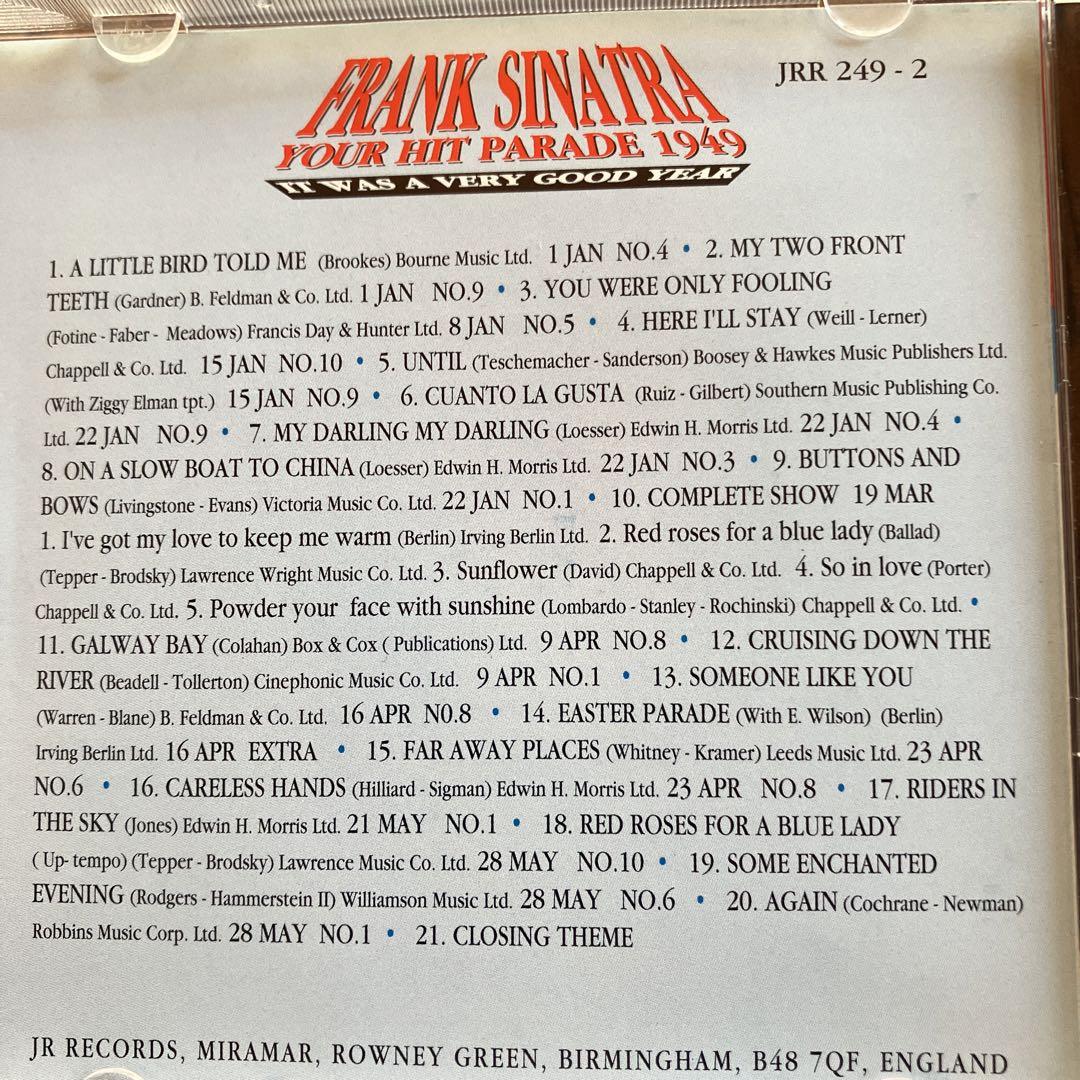 FRANK SINATRA
JRR 249 - 2
YOUR HIT PARADE 1949
IT WAS A VERY GOOD YEAR
1. A LITTLE BIRD TOLD ME (Brookes) Bourne Music Ltd. 1 JAN NO.4 • 2. MY TWO FRONT
TEETH (Gardner) B. Feldman & Co. Ltd. 1 JAN NO.9 • 3. YOU WERE ONLY FOOLING
(Fotine - Faber - Meadows) Francis Day & Hunter Ltd. 8 JAN NO.5 • 4. HERE I'LL STAY (Weill - Lerner)
Chappell & Co. Ltd. 15 JAN NO.10 • 5. UNTIL (Teschemacher - Sanderson) Boosey & Hawkes Music Publishers Ltd.
(With Ziggy Elman tpt.) 15 JAN NO.9 • 6. CUANTO LA GUSTA (Ruiz - Gilbert) Southern Music Publishing Co.
Ltd. 22 JAN NO.9 • 7. MY DARLING MY DARLING (Loesser) Edwin H. Morris Ltd. 22 JAN NO.4 •
8. ON A SLOW BOAT TO CHINA (Loesser) Edwin H. Morris Ltd. 22 JAN NO.3 • 9. BUTTONS AND
BOWS (Livingstone - Evans) Victoria Music Co. Ltd. 22 JAN NO.1 • 10. COMPLETE SHOW 19 MAR
1. I've got my love to keep me warm (Berlin) Irving Berlin Ltd. 2. Red roses for a blue lady (Ballad)
(Tepper - Brodsky) Lawrence Wright Music Co. Ltd. 3. Sunflower (David) Chappell & Co. Ltd. 4. So in love (Porter)
Chappell & Co. Ltd. 5. Powder your face with sunshine (Lombardo - Stanley - Rochinski) Chappell & Co. Ltd. •
11. GALWAY BAY (Colahan) Box & Cox ( Publications) Ltd. 9 APR NO.8 • 12. CRUISING DOWN THE
RIVER (Beadell - Tollerton) Cinephonic Music Co. Ltd. 9 APR NO.1 • 13. SOMEONE LIKE YOU
(Warren - Blane) B. Feldman & Co. Ltd. 16 APR N0.8 • 14. EASTER PARADE (With E. Wilson) (Berlin)
Irving Berlin Ltd. 16 APR EXTRA • 15. FAR AWAY PLACES (Whitney - Kramer) Leeds Music Ltd. 23 APR
NO.6 • 16. CARELESS HANDS (Hilliard - Sigman) Edwin H. Morris Ltd. 23 APR NO.8 • 17. RIDERS IN
THE SKY (Jones) Edwin H. Morris Ltd. 21 MAY NO.1 • 18. RED ROSES FOR A BLUE LADY
( Up- tempo) (Tepper - Brodsky) Lawrence Music Co. Ltd. 28 MAY NO.10 • 19. SOME ENCHANTED
EVENING (Rodgers - Hammerstein II) Williamson Music Ltd. 28 MAY NO.6 • 20. AGAIN (Cochrane - Newman)
Robbins Music Corp. Ltd. 28 MAY NO.1 • 21. CLOSING THEME
JR RECORDS, MIRAMAR, ROWNEY GREEN, BIRMINGHAM, B48 7QF, ENGLAND